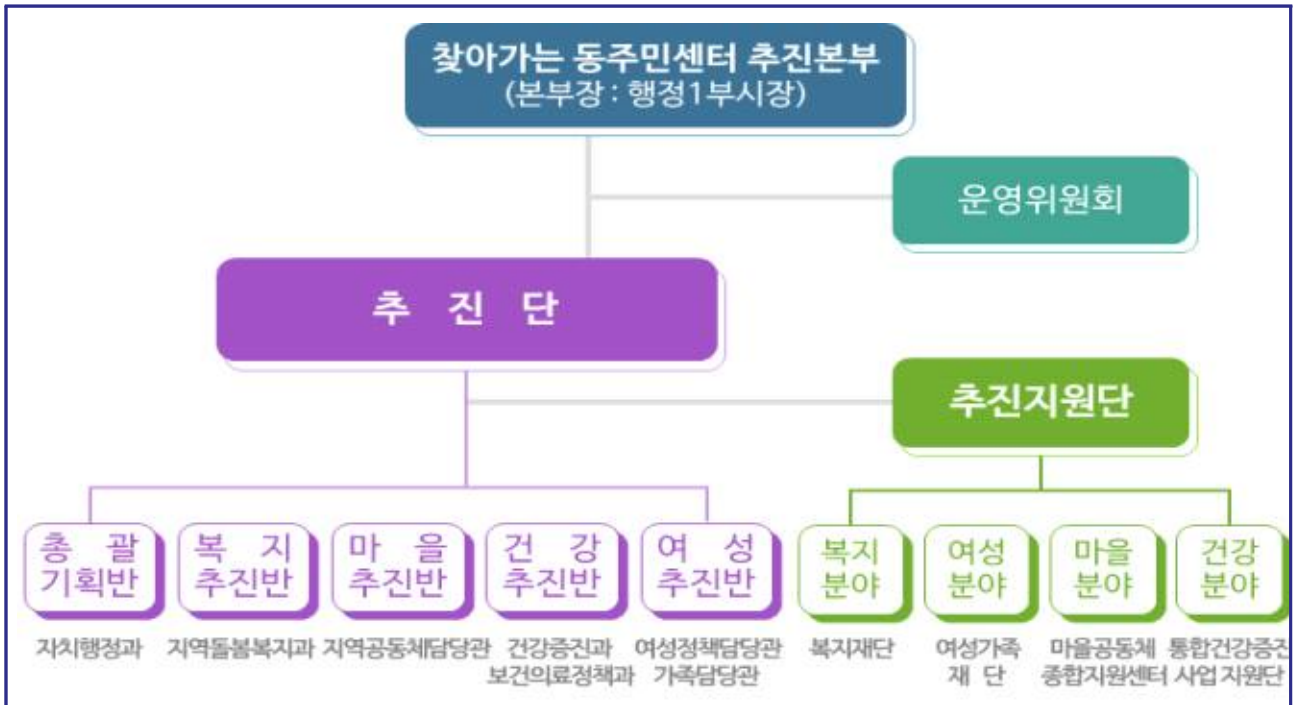 찾아가는 동주민센터 추진본부
(본부장 : 행정1부시장)
운영위원회
추 진 단
추진지원단
총 괄
기획반
복 지
추진반
마 을
추진반
건 강
추진반
여 성
추진반
복지
분야
여성
분야
마을
분야
건강
분야
자치행정과
지역돌봄복지과
지역공동체담당관
건강증진과
보건의료정책과
여성정책담당관
가족담당관
복지재단
여성가족
재 단
마을공동체
종합지원센터
통합건강증진
사업 지원단